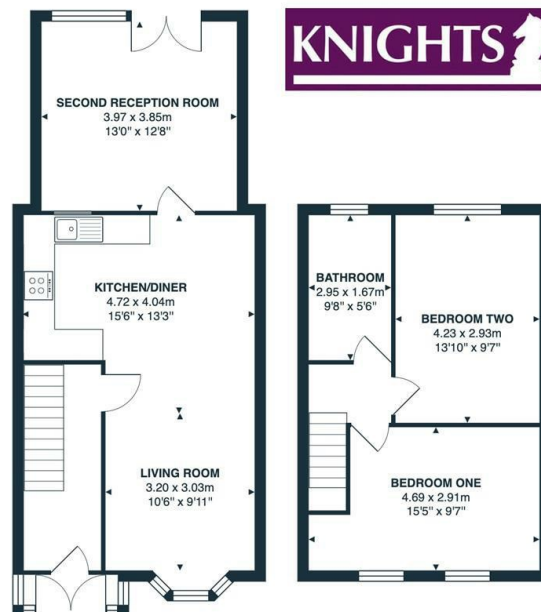 KNIGHTS
SECOND RECEPTION ROOM
3.97 x 3.85m
13'0" x 12'8"
KITCHEN/DINER
4.72 x 4.04m
15'6" x 13'3"
LIVING ROOM
3.20 x 3.03m
10'6" x 9'11"
BATHROOM
2.95 x 1.67m
9'8" x 5'6"
BEDROOM TWO
4.23 x 2.93m
13'10" x 9'7"
BEDROOM ONE
4.69 x 2.91m
15'5" x 9'7"